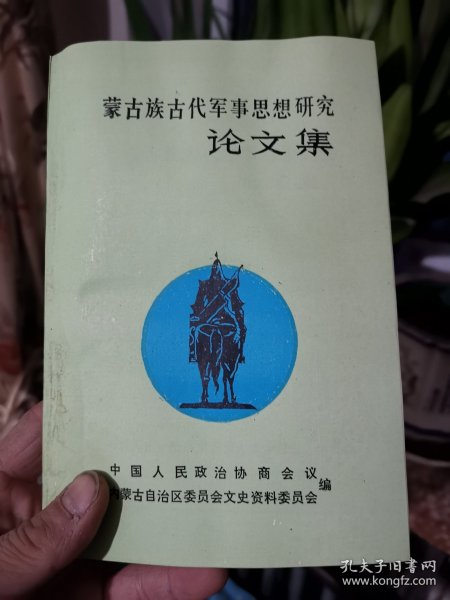 蒙古族古代军事思想研究
论文集
中国人民政治协商会议
内蒙古自治区委员会文史资料委员会
编
孔夫子旧书网
www.kongfz.com